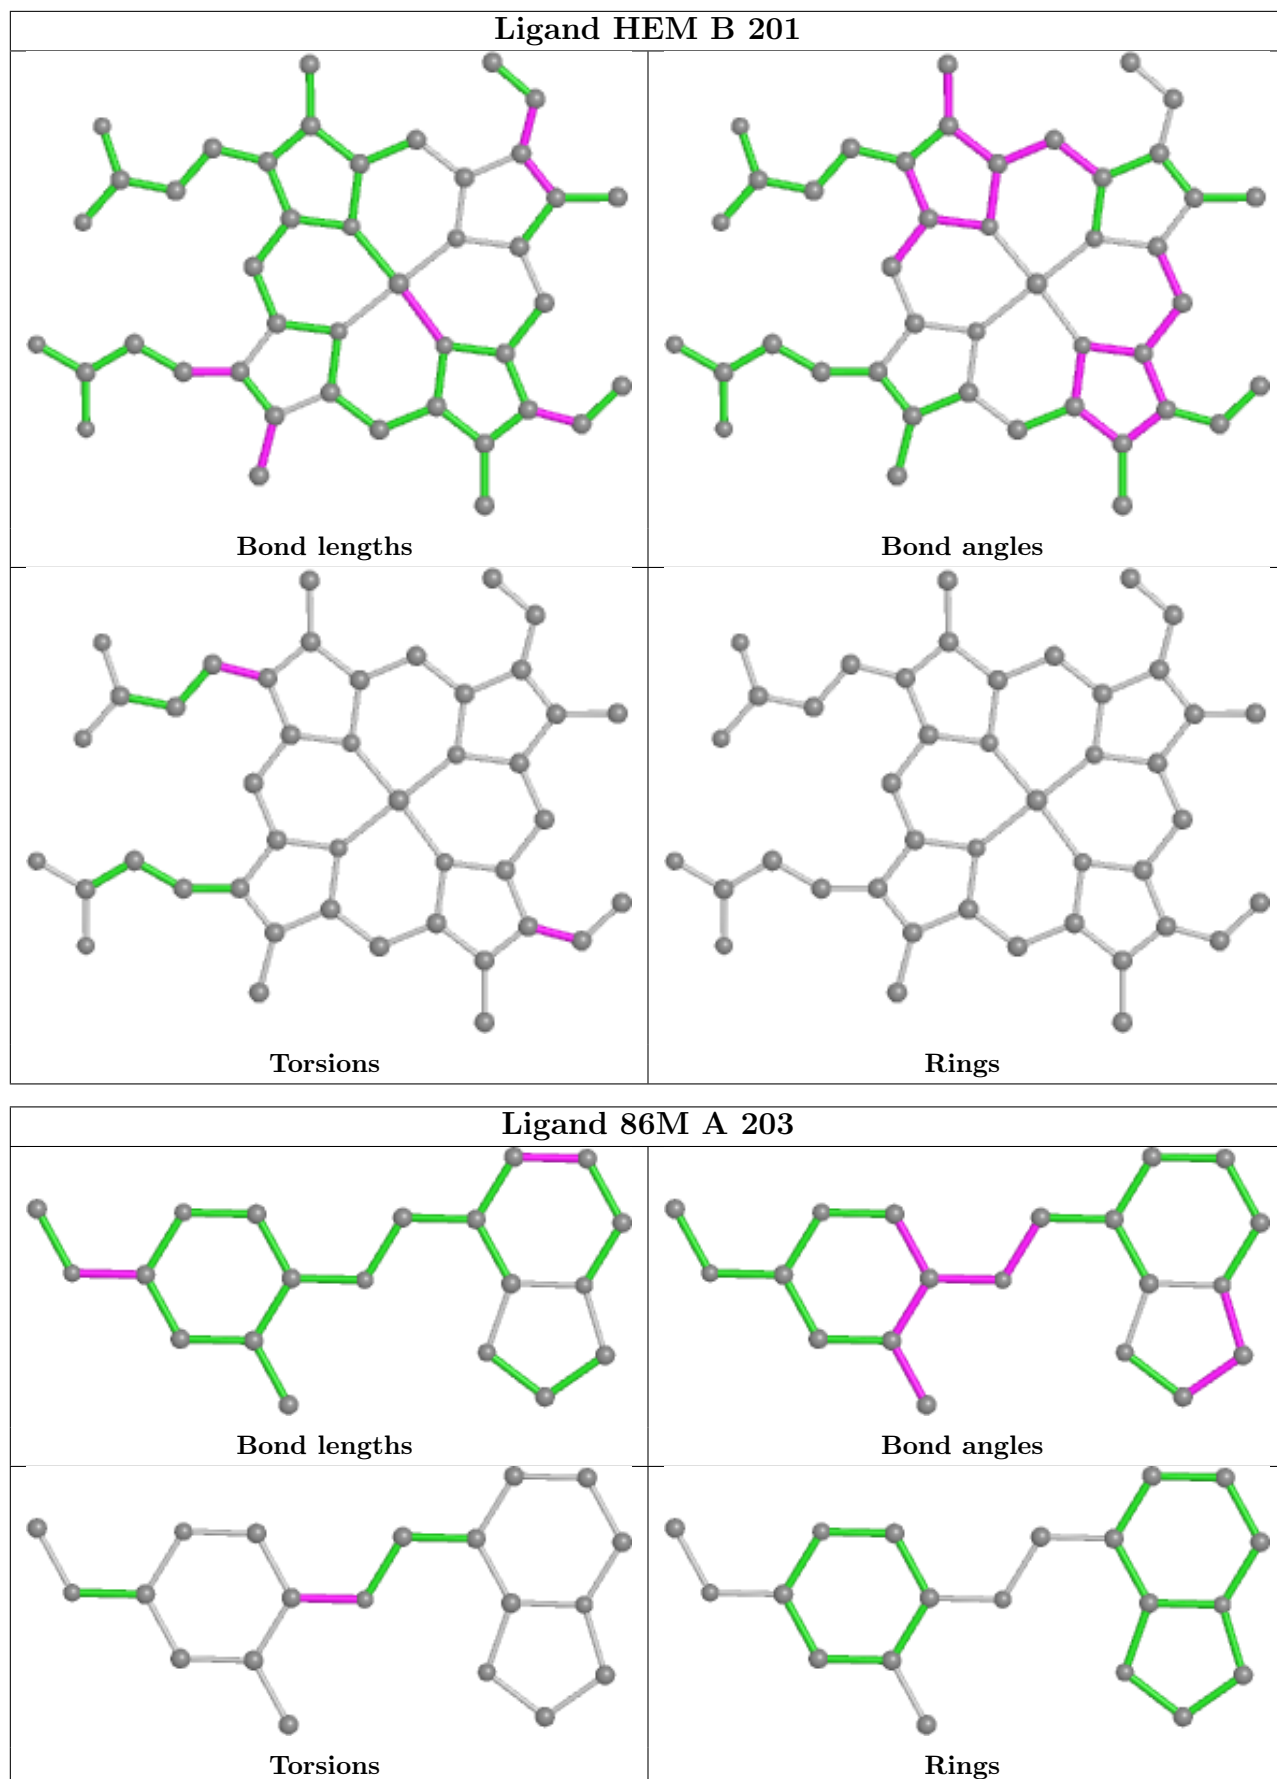 Ligand HEM B 201
Bond lengths
Bond angles
Torsions
Rings
Ligand 86M A 203
Bond lengths
Bond angles
Torsions
Rings